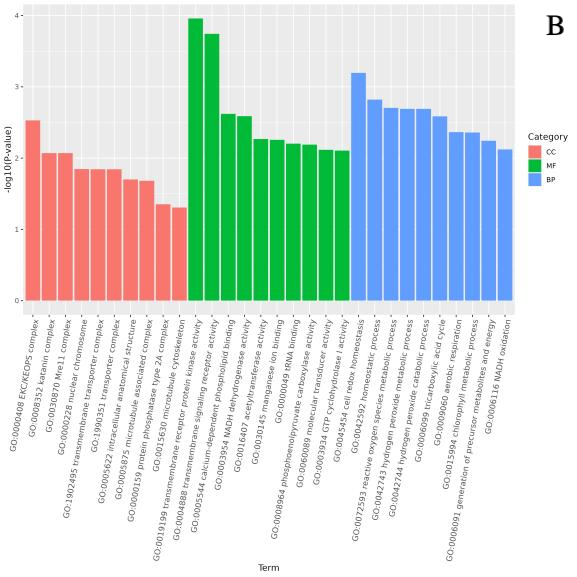 B
4
3
2
1
0
-log10(P-value)
Category
CC
MF
BP
GO:0000408 EKC/KEOPS complex
GO:0008352 katanin complex
GO:0030870 Mre11 complex
GO:0000228 nuclear chromosome
GO:1902495 transmembrane transporter complex
GO:1990351 transporter complex
GO:0005622 intracellular anatomical structure
GO:0005875 microtubule associated complex
GO:0000159 protein phosphatase type 2A complex
GO:0015630 microtubule cytoskeleton
GO:0019199 transmembrane receptor protein kinase activity
GO:0004888 transmembrane signaling receptor activity
GO:0005544 calcium-dependent phospholipid binding
GO:0003954 NADH dehydrogenase activity
GO:0016407 acetyltransferase activity
GO:0030145 manganese ion binding
GO:0000049 tRNA binding
GO:0008964 phosphoenolpyruvate carboxylase activity
GO:0060089 molecular transducer activity
GO:0003934 GTP cyclohydrolase I activity
GO:0045454 cell redox homeostasis
GO:0042592 homeostatic process
GO:0072593 reactive oxygen species metabolic process
GO:0042743 hydrogen peroxide metabolic process
GO:0042744 hydrogen peroxide catabolic process
GO:0006099 tricarboxylic acid cycle
GO:0009060 aerobic respiration
GO:0015994 chlorophyll metabolic process
GO:0006091 generation of precursor metabolites and energy
GO:0006116 NADH oxidation
Term